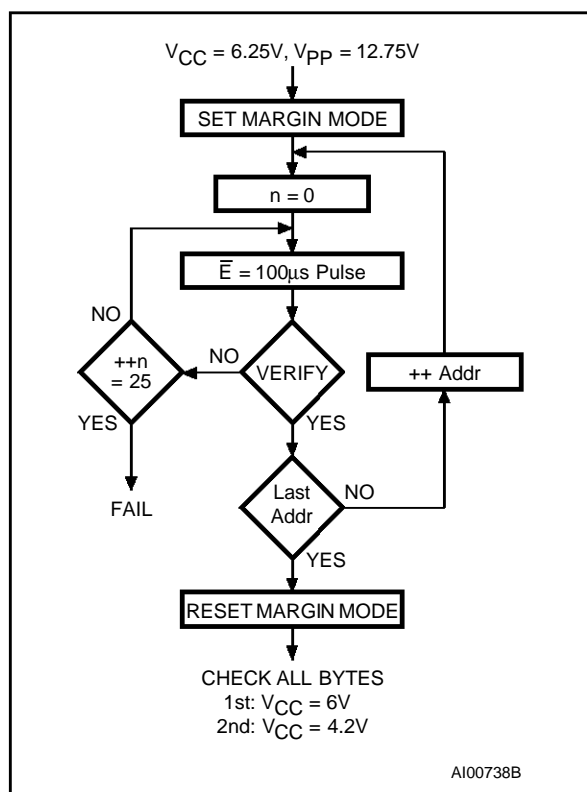 VCC = 6.25V, VPP = 12.75V
SET MARGIN MODE
n = 0
E̅ = 100µs Pulse
NO
++n
= 25
NO
VERIFY
++ Addr
YES
YES
FAIL
Last
Addr
NO
YES
RESET MARGIN MODE
CHECK ALL BYTES
1st: VCC = 6V
2nd: VCC = 4.2V
AI00738B